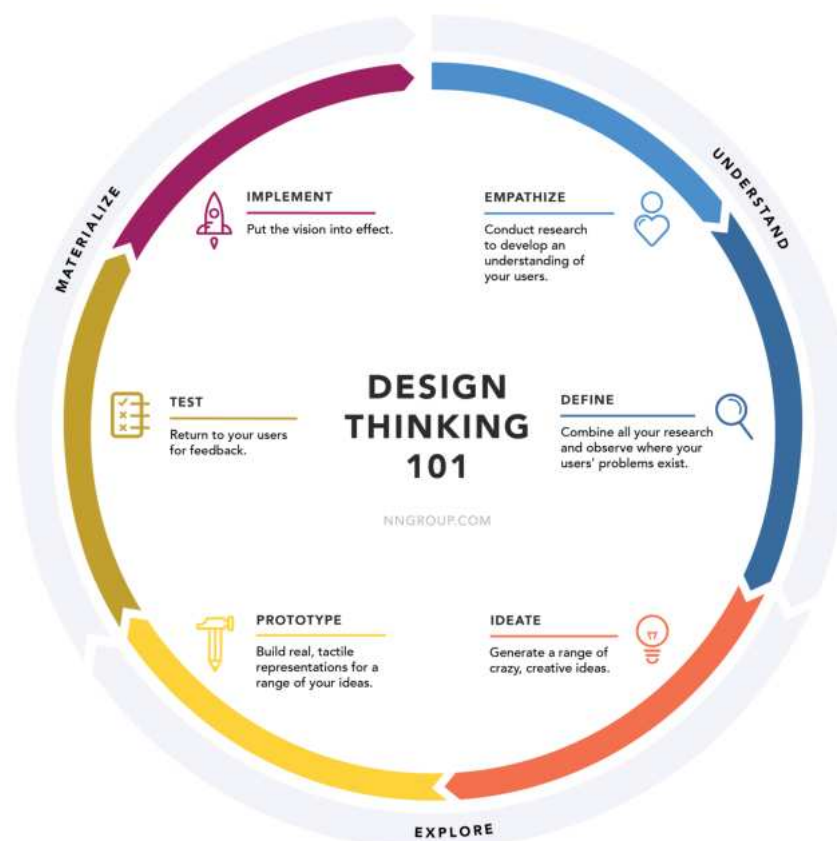 UNDERSTAND
EMPATHIZE
Conduct research
to develop an
understanding of
your users.
DEFINE
Combine all your research
and observe where your
users' problems exist.
EXPLORE
IDEATE
Generate a range of
crazy, creative ideas.
PROTOTYPE
Build real, tactile
representations for a
range of your ideas.
MATERIALIZE
TEST
Return to your users
for feedback.
IMPLEMENT
Put the vision into effect.
DESIGN
THINKING
101
NNGROUP.COM